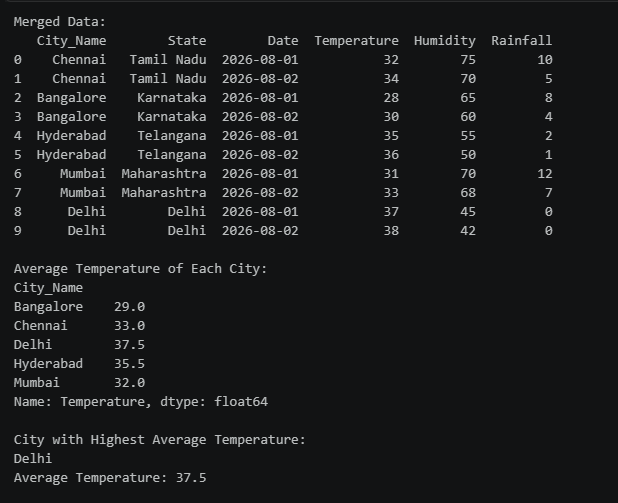 Merged Data:
   City_Name        State        Date  Temperature  Humidity  Rainfall
0    Chennai   Tamil Nadu  2026-08-01           32        75        10
1    Chennai   Tamil Nadu  2026-08-02           34        70         5
2  Bangalore    Karnataka  2026-08-01           28        65         8
3  Bangalore    Karnataka  2026-08-02           30        60         4
4  Hyderabad    Telangana  2026-08-01           35        55         2
5  Hyderabad    Telangana  2026-08-02           36        50         1
6     Mumbai  Maharashtra  2026-08-01           31        70        12
7     Mumbai  Maharashtra  2026-08-02           33        68         7
8      Delhi        Delhi  2026-08-01           37        45         0
9      Delhi        Delhi  2026-08-02           38        42         0

Average Temperature of Each City:
City_Name
Bangalore    29.0
Chennai      33.0
Delhi        37.5
Hyderabad    35.5
Mumbai       32.0
Name: Temperature, dtype: float64

City with Highest Average Temperature:
Delhi
Average Temperature: 37.5